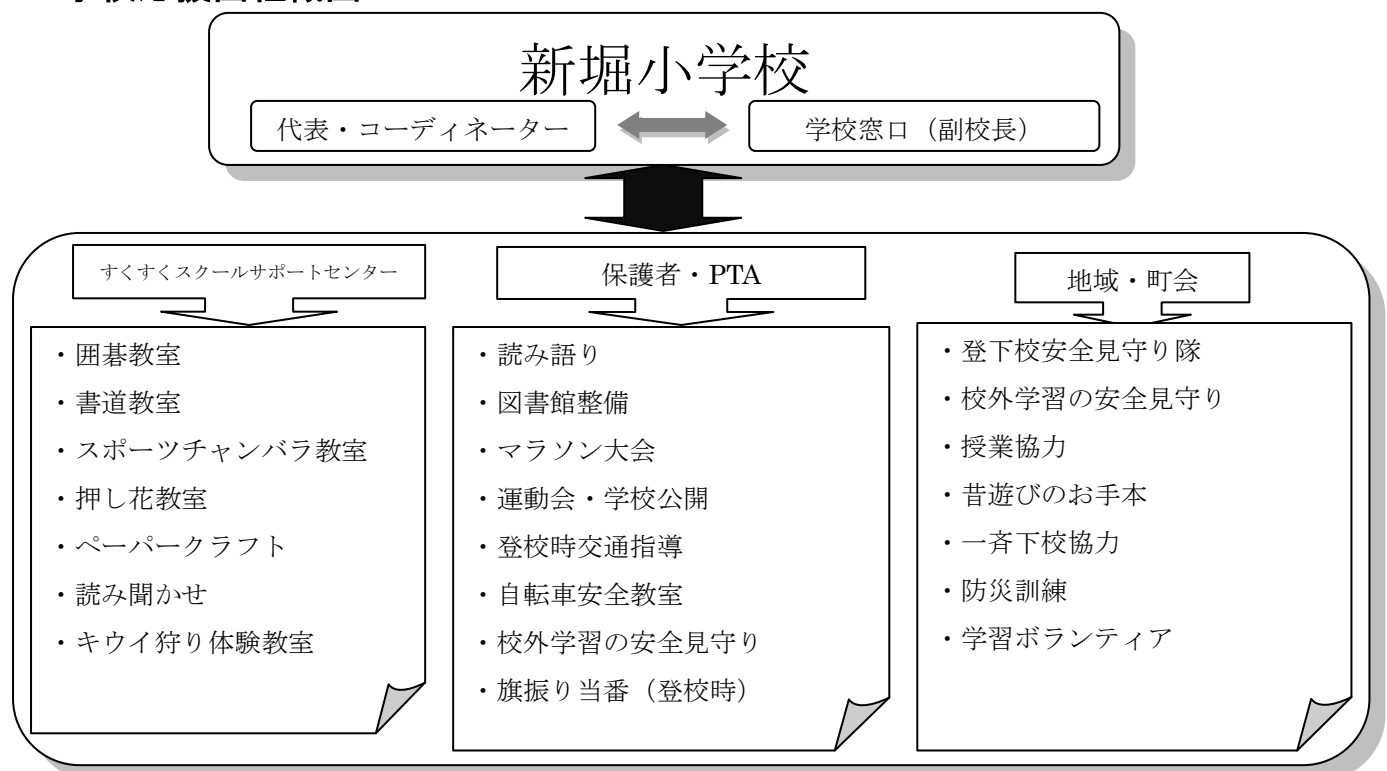 新堀小学校
代表・コーディネーター
学校窓口（副校長）
すくすくスクールサポートセンター
・囲碁教室
・書道教室
・スポーツチャンバラ教室
・押し花教室
・ペーパークラフト
・読み聞かせ
・キウイ狩り体験教室
保護者・PTA
・読み語り
・図書館整備
・マラソン大会
・運動会・学校公開
・登校時交通指導
・自転車安全教室
・校外学習の安全見守り
・旗振り当番（登校時）
地域・町会
・登下校安全見守り隊
・校外学習の安全見守り
・授業協力
・昔遊びのお手本
・一斉下校協力
・防災訓練
・学習ボランティア